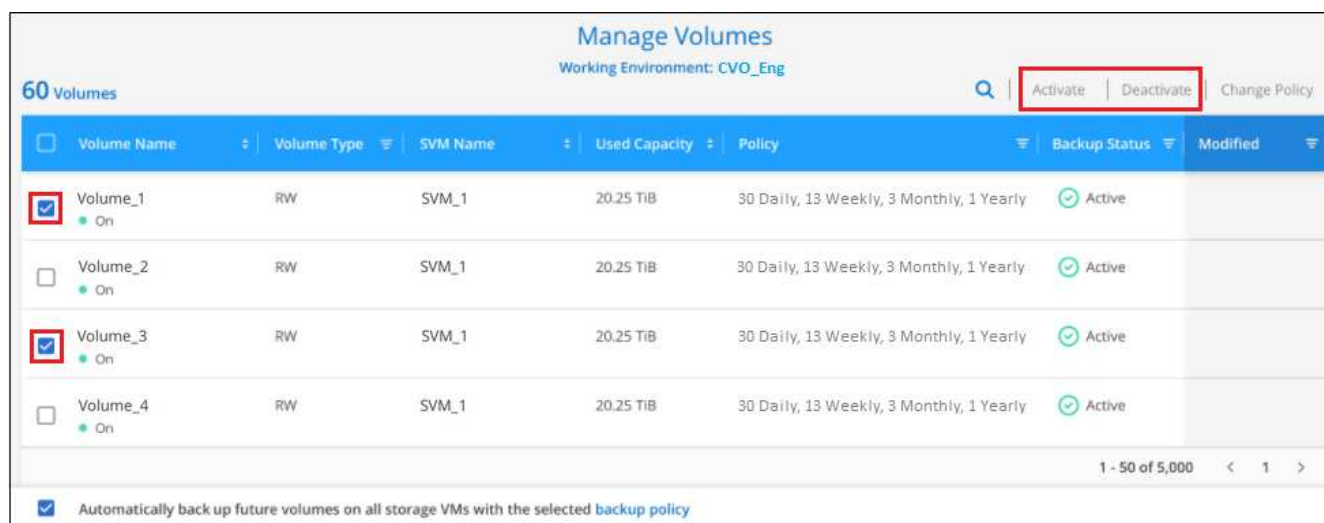 Manage Volumes
Working Environment: CVO_Eng
60 Volumes
Activate | Deactivate | Change Policy
Volume Name Volume Type SVM Name Used Capacity Policy Backup Status Modified
Volume_1 RW SVM_1 20.25 TiB 30 Daily, 13 Weekly, 3 Monthly, 1 Yearly Active
On
Volume_2 RW SVM_1 20.25 TiB 30 Daily, 13 Weekly, 3 Monthly, 1 Yearly Active
On
Volume_3 RW SVM_1 20.25 TiB 30 Daily, 13 Weekly, 3 Monthly, 1 Yearly Active
On
Volume_4 RW SVM_1 20.25 TiB 30 Daily, 13 Weekly, 3 Monthly, 1 Yearly Active
On
1 - 50 of 5,000 < 1 >
Automatically back up future volumes on all storage VMs with the selected backup policy